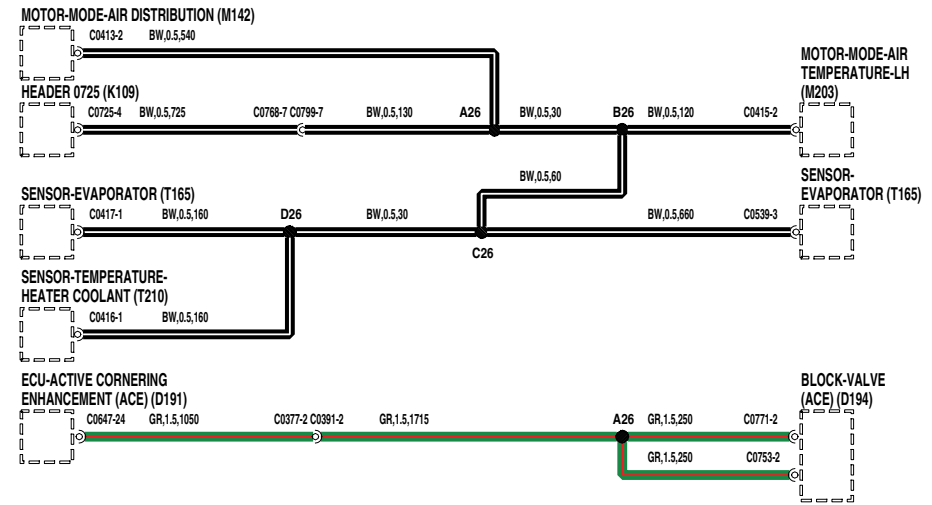 MOTOR-MODE-AIR DISTRIBUTION (M142)
C0413-2 BW,0.5,540
MOTOR-MODE-AIR
TEMPERATURE-LH
(M203)
HEADER 0725 (K109)
C0725-4 BW,0.5,725 C0768-7 C0799-7 BW,0.5,130 A26 BW,0.5,30 B26 BW,0.5,120 C0415-2
BW,0.5,60
SENSOR-
EVAPORATOR (T165)
SENSOR-EVAPORATOR (T165)
C0417-1 BW,0.5,160 D26 BW,0.5,30 BW,0.5,660 C0539-3
C26
SENSOR-TEMPERATURE-
HEATER COOLANT (T210)
C0416-1 BW,0.5,160
ECU-ACTIVE CORNERING
ENHANCEMENT (ACE) (D191)
BLOCK-VALVE
(ACE) (D194)
C0647-24 GR,1.5,1050 C0377-2 C0391-2 GR,1.5,1715 A26 GR,1.5,250 C0771-2
GR,1.5,250 C0753-2